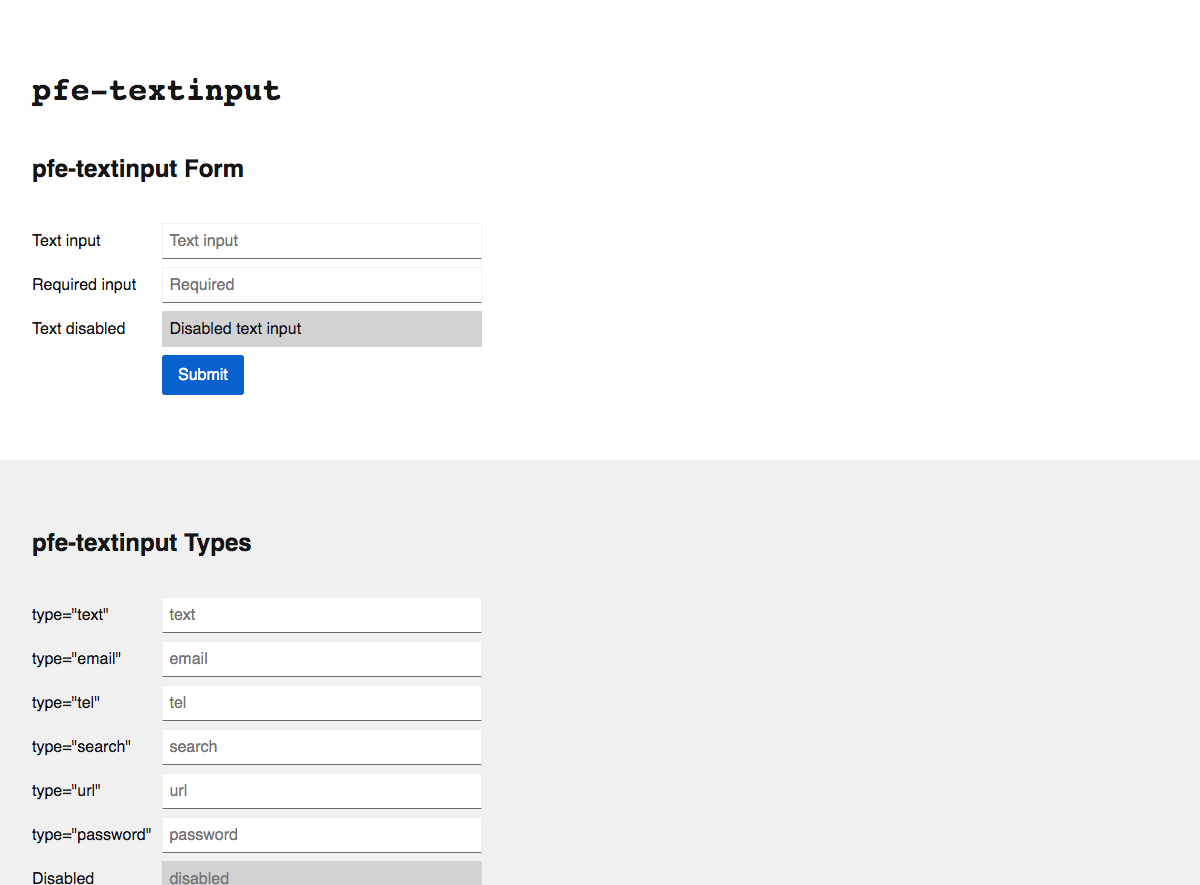 pfe-textinput
pfe-textinput Form
Text input Text input
Required input Required
Text disabled Disabled text input
Submit
pfe-textinput Types
type="text" text
type="email" email
type="tel" tel
type="search" search
type="url" url
type="password" password
Disabled disabled